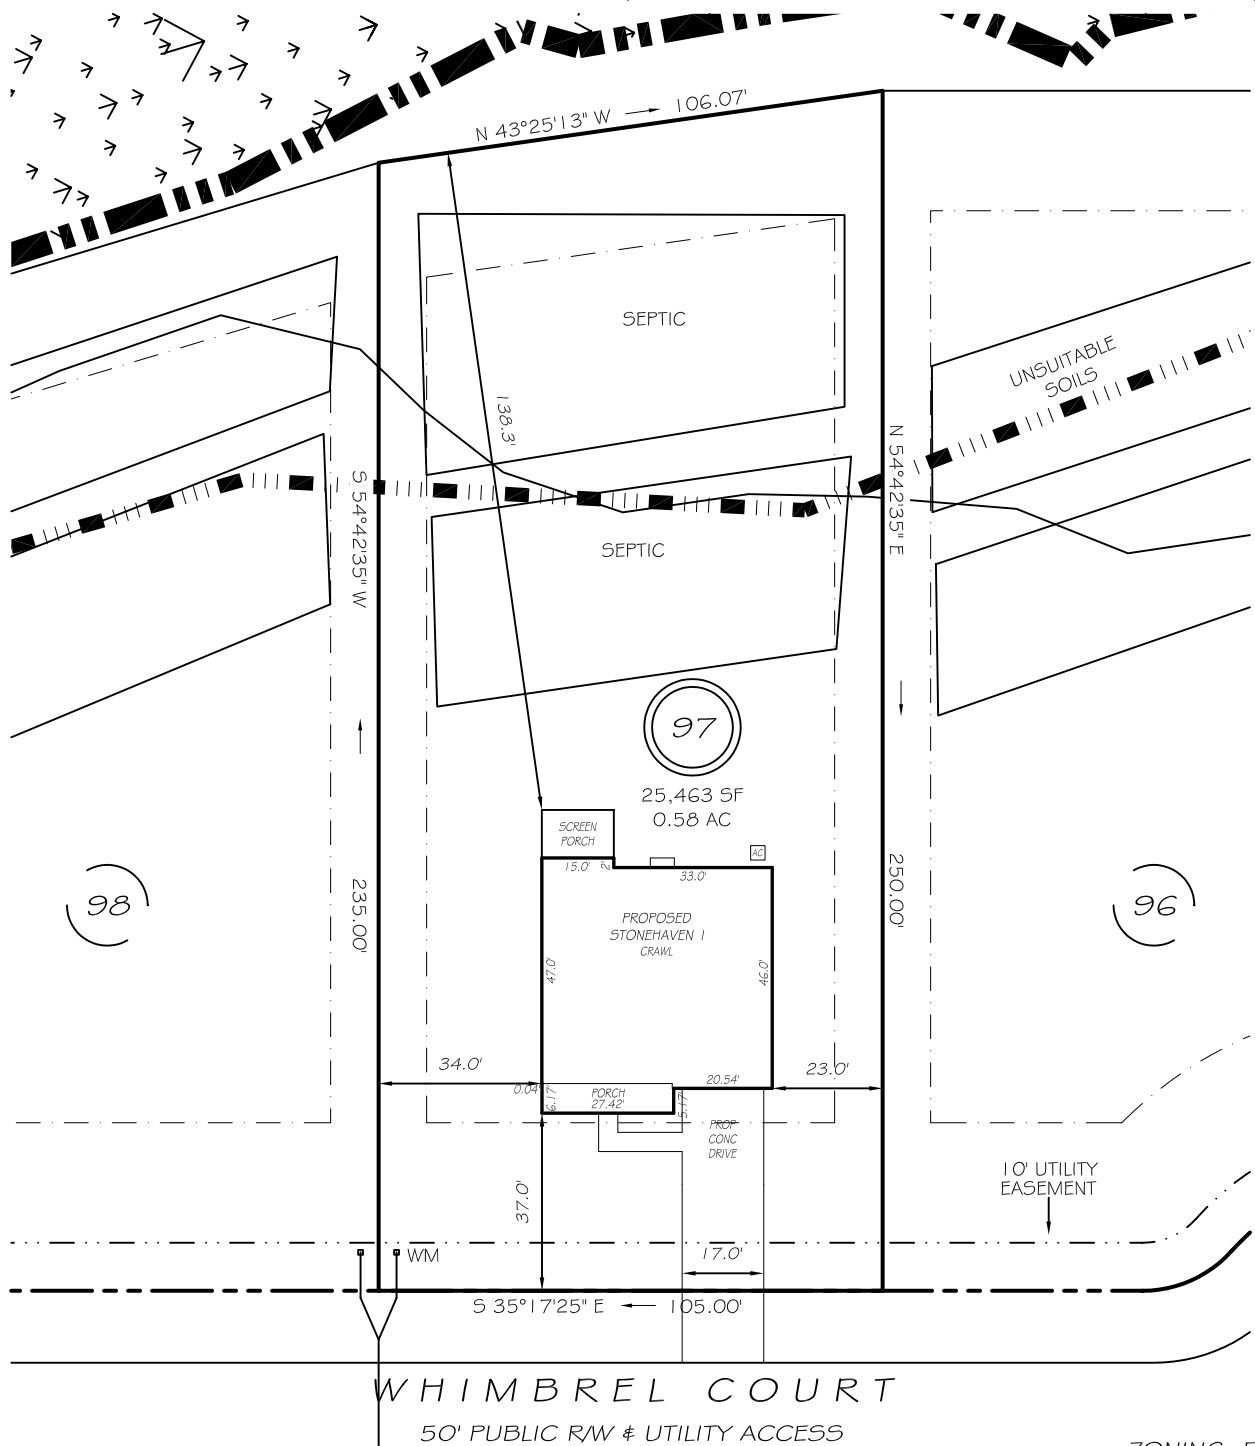 N 43°25'13" W 106.07'
SEPTIC
UNSUITABLE
SOILS
138.3'
S 54°42'35" W
N 54°42'35" E
SEPTIC
97
25,463 SF
0.58 AC
SCREEN
PORCH
AC
15.0'
2'
33.0'
98
235.00'
250.00'
96
PROPOSED
STONEHAVEN 1
CRAWL
47.0'
46.0'
34.0'
23.0'
0.04'
6.17'
PORCH
27.42'
20.54'
5.17'
PROP
CONC
DRIVE
10' UTILITY
EASEMENT
37.0'
17.0'
WM
S 35°17'25" E 105.00'
WHIMBREL COURT
50' PUBLIC R/W & UTILITY ACCESS